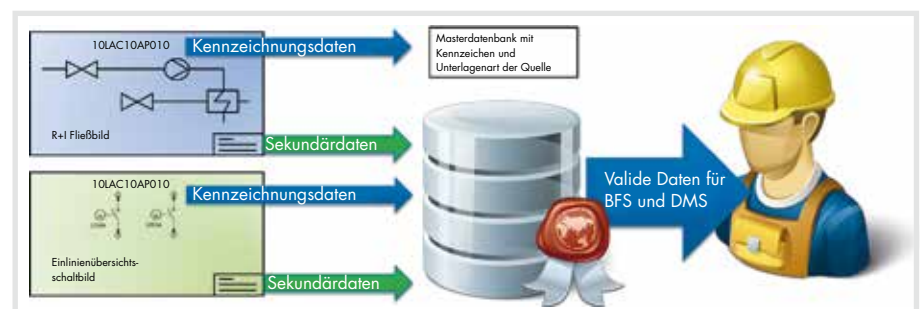 10LAC10AP010
Kennzeichnungsdaten
R+I Fließbild
Sekundärdaten
10LAC10AP010
Kennzeichnungsdaten
Einlinienübersichts-
schaltbild
Sekundärdaten
Masterdatenbank mit
Kennzeichen und
Unterlagenart der Quelle
Valide Daten für
BFS und DMS